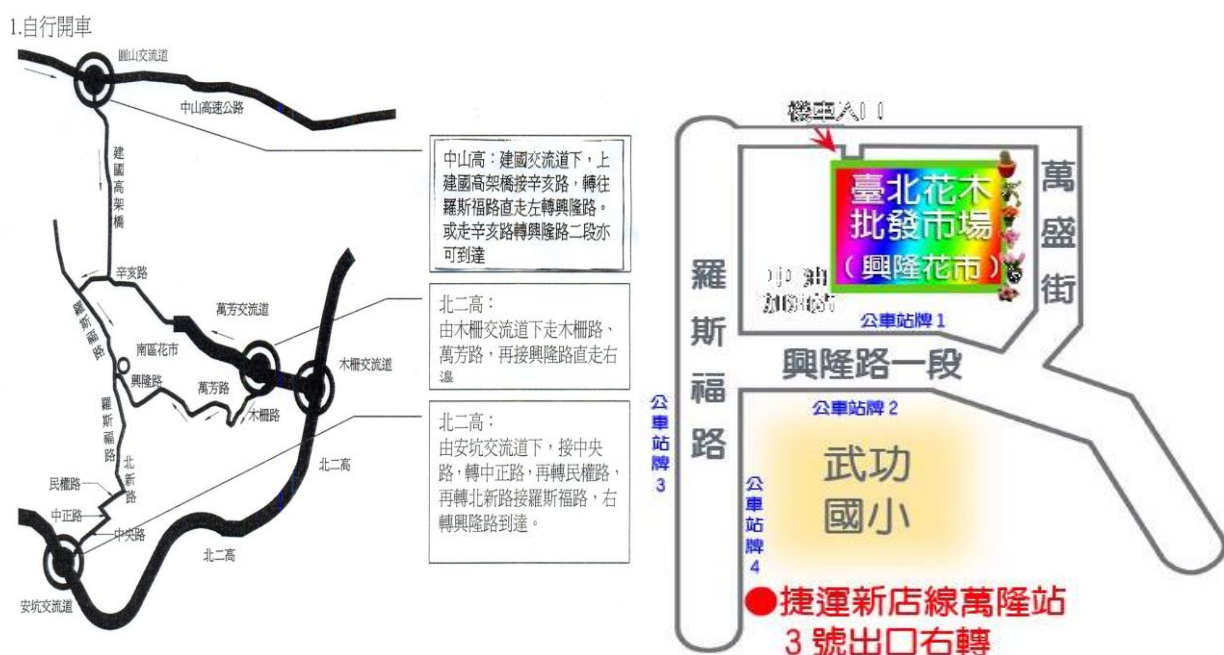 1.自行開車
圓山交流道
中山高速公路
建國高架橋
中山高：建國交流道下，上
建國高架橋接辛亥路，轉往
羅斯福路直走左轉興隆路。
或走辛亥路轉興隆路二段亦
可到達
辛亥路
萬芳交流道
羅斯福路
南區花市
木柵交流道
興隆路
萬芳路
木柵路
北二高：
由木柵交流道下走木柵路、
萬芳路，再接興隆路直走右
邊
羅斯福路
北新路
北二高
民權路
中正路
中央路
北二高
安坑交流道
北二高：
由安坑交流道下，接中央
路，轉中正路，再轉民權路，
再轉北新路接羅斯福路，右
轉興隆路到達。
機車入口
臺北花木
批發市場
（興隆花市）
萬盛街
羅斯福路
公車站牌1
興隆路一段
公車站牌2
公車站牌3
武功
國小
公車站牌4
●捷運新店線萬隆站
3號出口右轉